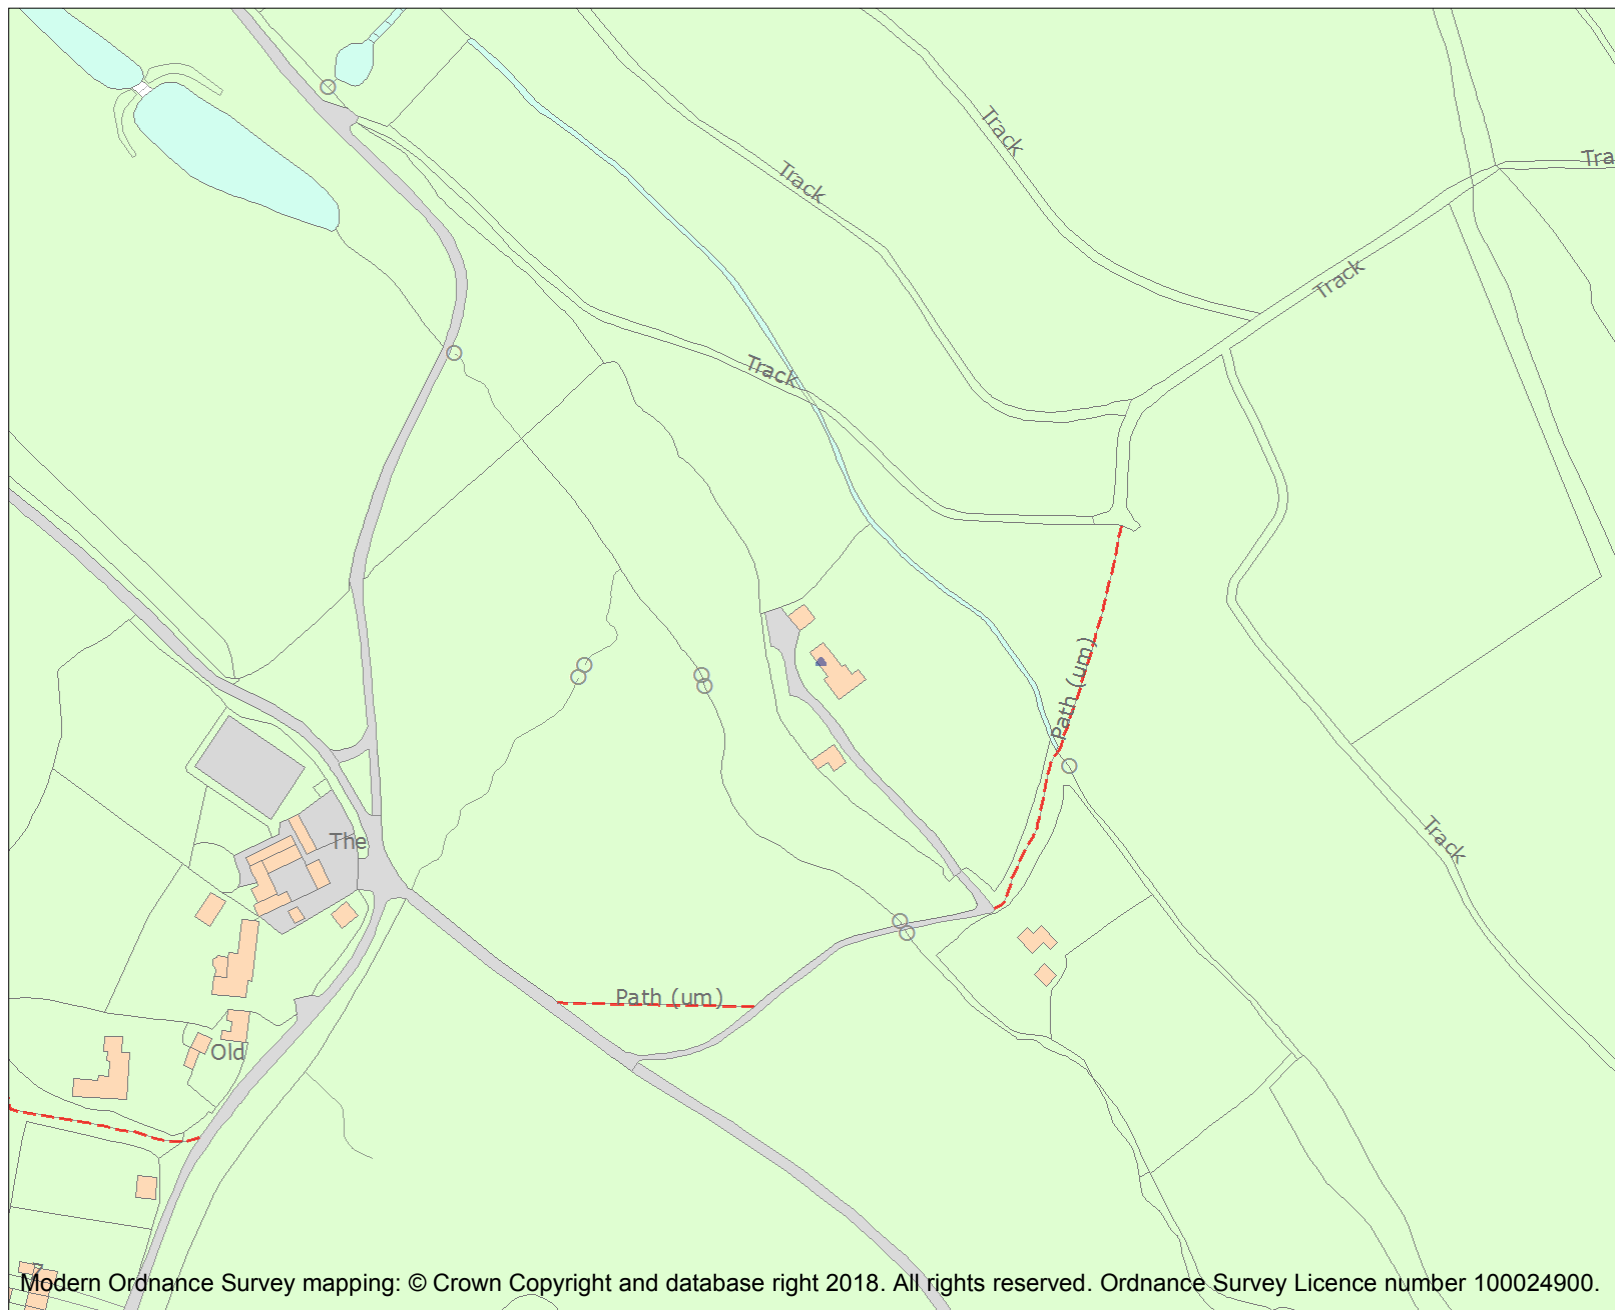 Track
Tra
Track
Track
Track
Path (um)
The
Track
Path (um)
Old
7
Modern Ordnance Survey mapping: © Crown Copyright and database right 2018. All rights reserved. Ordnance Survey Licence number 100024900.